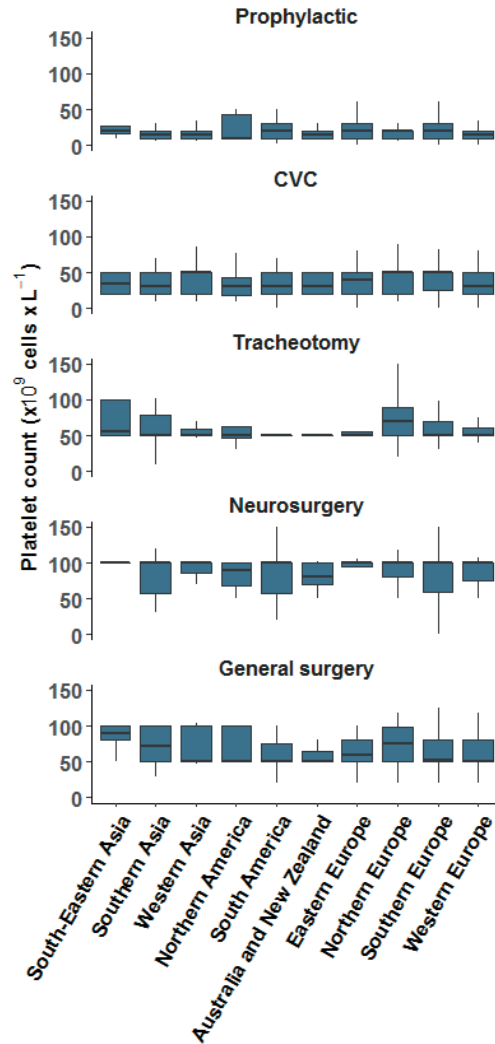 Prophylactic
150
100
50
0
CVC
150
100
50
0
Tracheotomy
150
100
50
0
Neurosurgery
150
100
50
0
General surgery
150
100
50
0
Platelet count (x10⁹ cells x L⁻¹)
South-Eastern Asia
Southern Asia
Western Asia
Northern America
South America
Australia and New Zealand
Eastern Europe
Northern Europe
Southern Europe
Western Europe